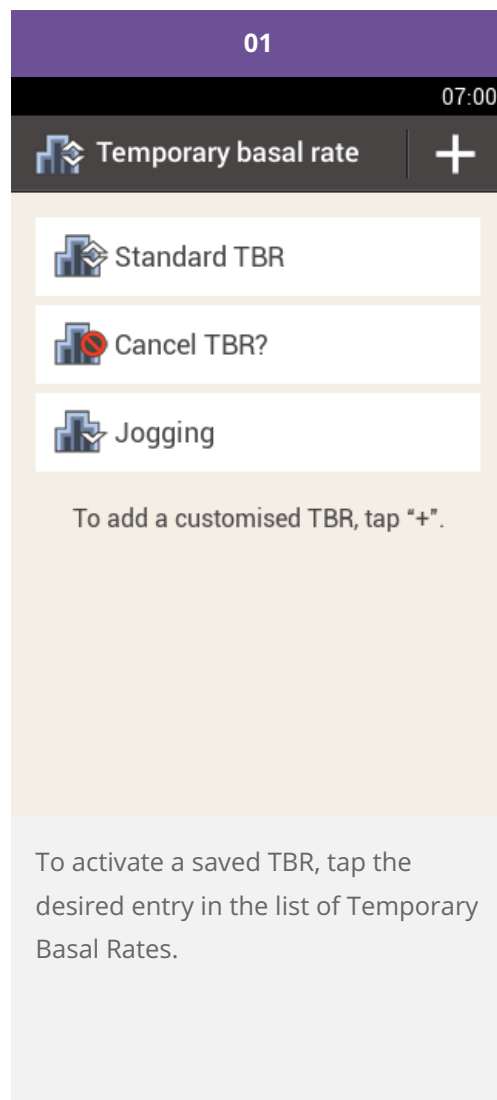 01
07:00
Temporary basal rate
Standard TBR
Cancel TBR?
Jogging
To add a customised TBR, tap “+”.
To activate a saved TBR, tap the
desired entry in the list of Temporary
Basal Rates.